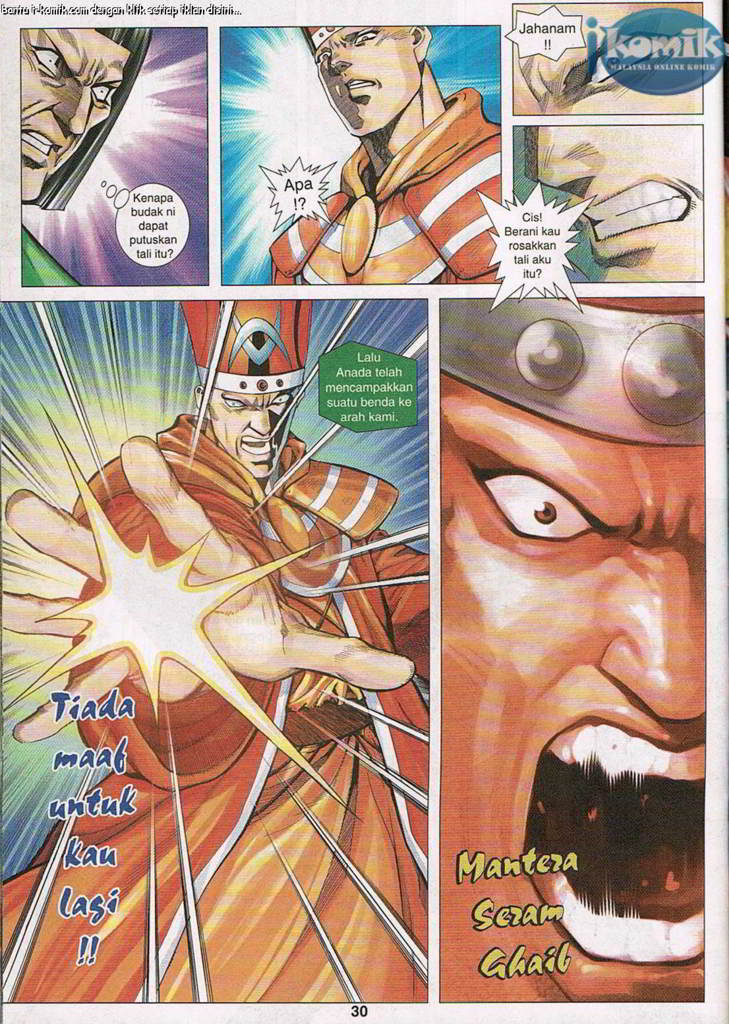 Bantu i-komik.com dengan klik setiap iklan disini...
Kenapa
budak ni
dapat
putuskan
tali itu?
Apa
!?
Jahanam
!!
ikomik
MALAYSIA ONLINE KOMIK
Cis!
Berani kau
rosakkan
tali aku
itu?
Lalu
Anada telah
mencampakkan
suatu benda ke
arah kami.
Tiada
maaf
untuk
kau
lagi
!!
Mantera
Seram
Ghaib
30